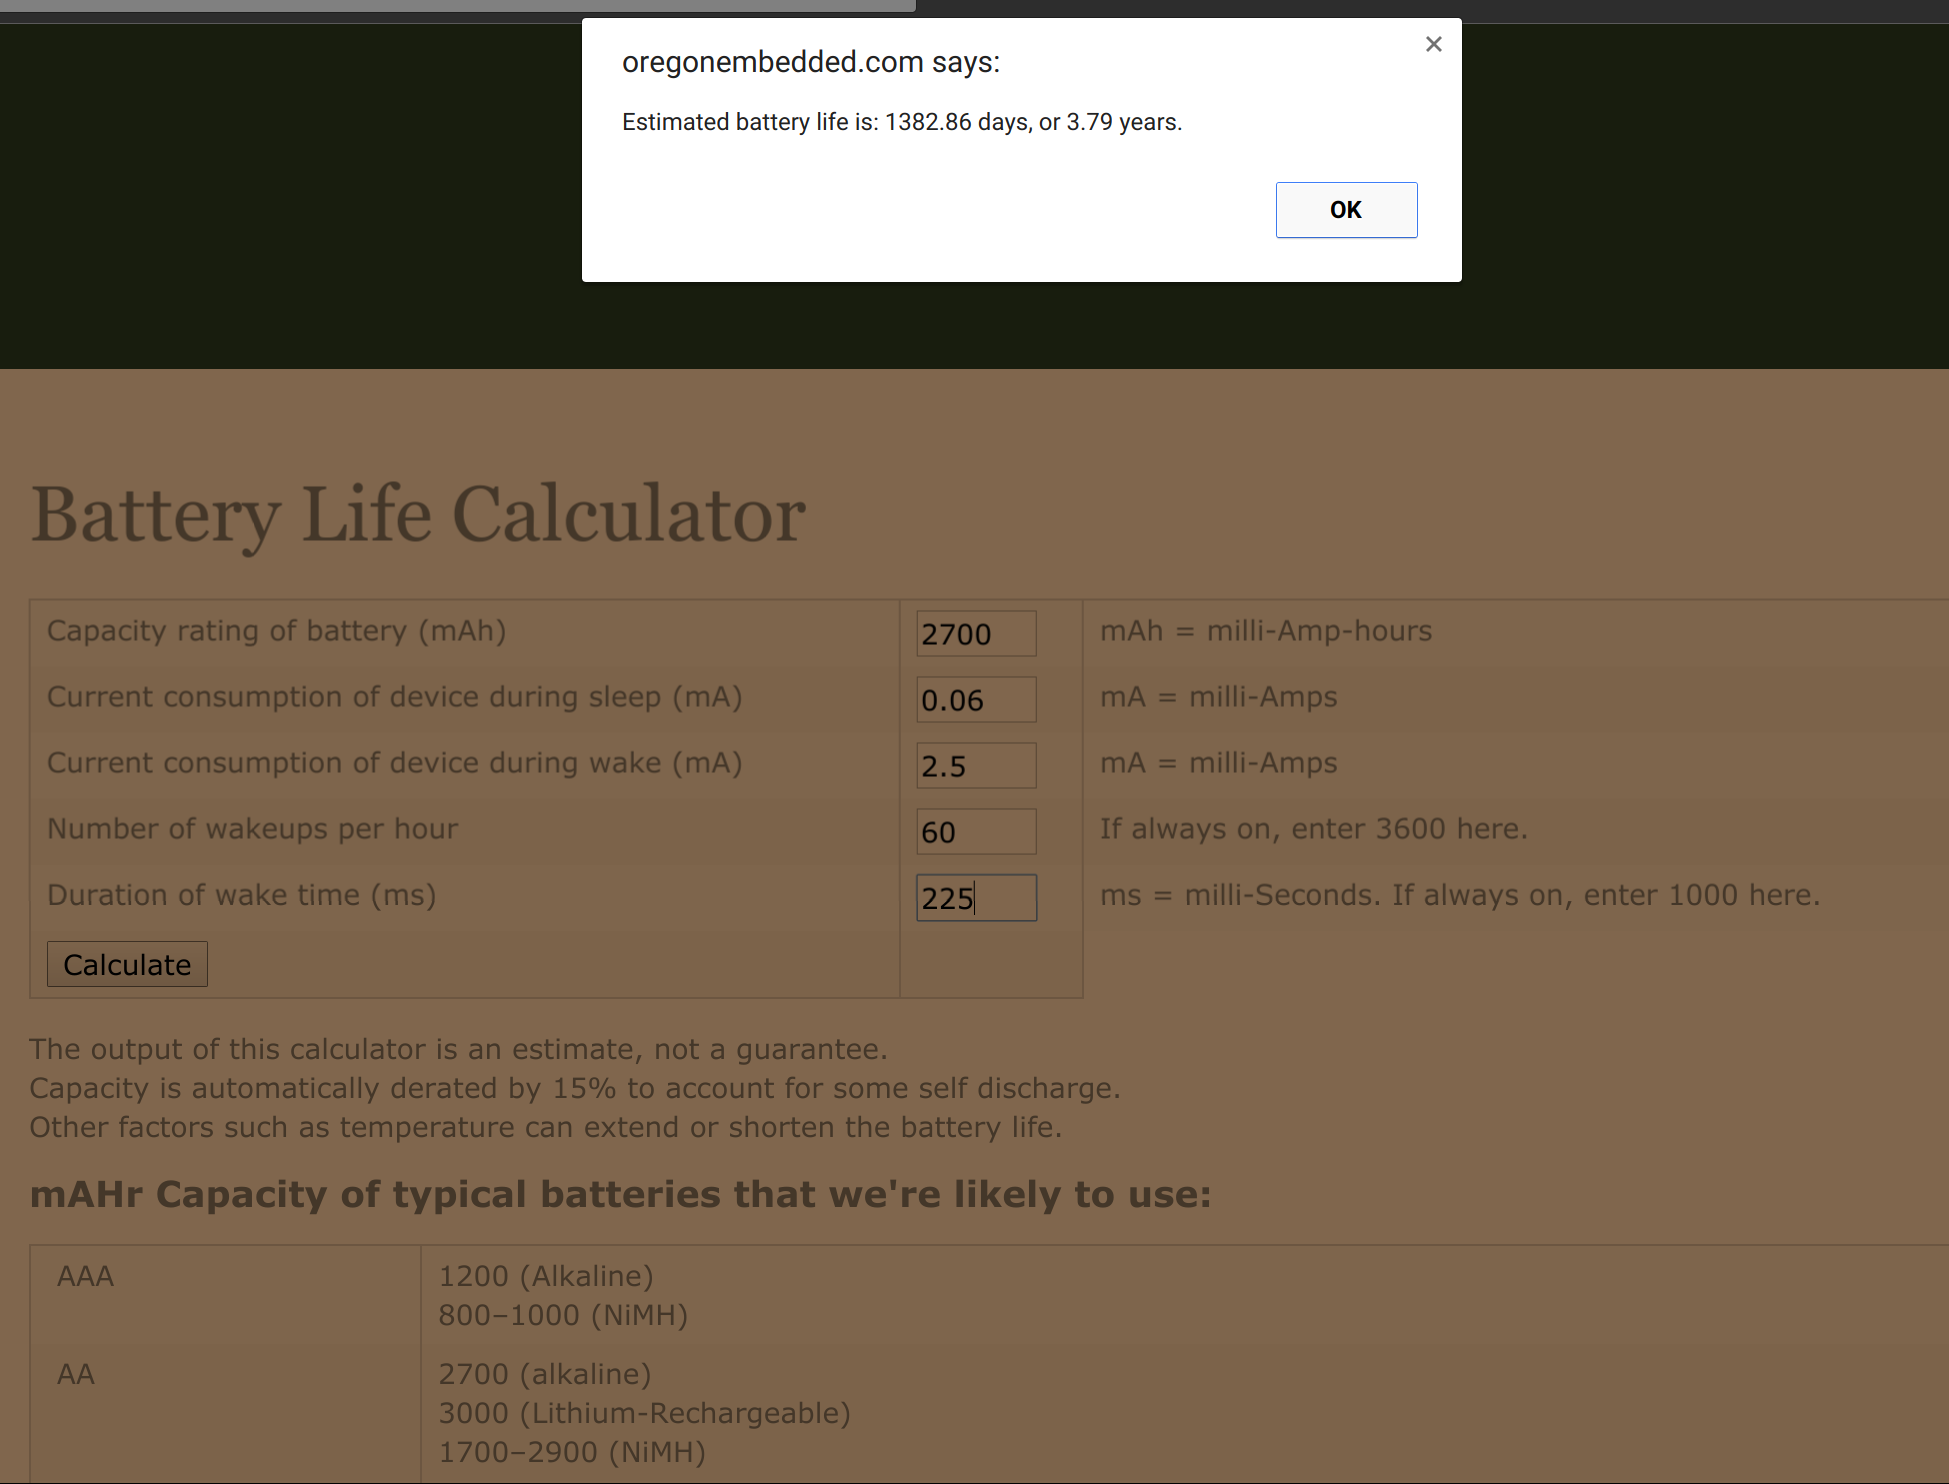 oregonembedded.com says:
Estimated battery life is: 1382.86 days, or 3.79 years.
OK
Battery Life Calculator
Capacity rating of battery (mAh) 2700 mAh = milli-Amp-hours
Current consumption of device during sleep (mA) 0.06 mA = milli-Amps
Current consumption of device during wake (mA) 2.5 mA = milli-Amps
Number of wakeups per hour 60 If always on, enter 3600 here.
Duration of wake time (ms) 225 ms = milli-Seconds. If always on, enter 1000 here.
Calculate
The output of this calculator is an estimate, not a guarantee.
Capacity is automatically derated by 15% to account for some self discharge.
Other factors such as temperature can extend or shorten the battery life.
mAHr Capacity of typical batteries that we're likely to use:
AAA 1200 (Alkaline)
800–1000 (NiMH)
AA 2700 (alkaline)
3000 (Lithium-Rechargeable)
1700–2900 (NiMH)